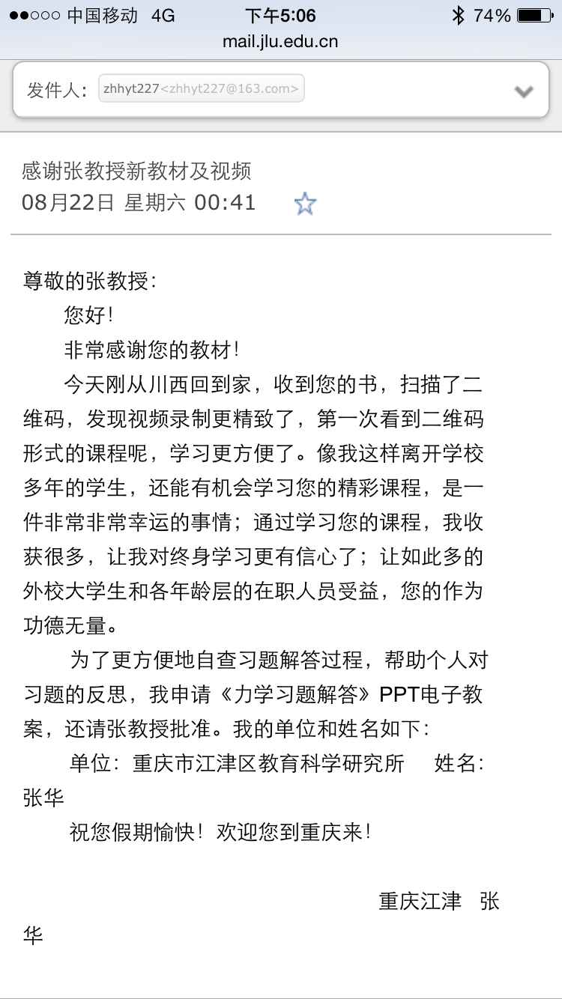 中国移动 4G 下午5:06 74%
mail.jlu.edu.cn
发件人： zhhyt227<zhhyt227@163.com>
感谢张教授新教材及视频
08月22日 星期六 00:41
尊敬的张教授：
您好！
非常感谢您的教材！
今天刚从川西回到家，收到您的书，扫描了二
维码，发现视频录制更精致了，第一次看到二维码
形式的课程呢，学习更方便了。像我这样离开学校
多年的学生，还能有机会学习您的精彩课程，是一
件非常非常幸运的事情；通过学习您的课程，我收
获很多，让我对终身学习更有信心了；让如此多的
外校大学生和各年龄层的在职人员受益，您的作为
功德无量。
为了更方便地自查习题解答过程，帮助个人对
习题的反思，我申请《力学习题解答》PPT电子教
案，还请张教授批准。我的单位和姓名如下：
单位：重庆市江津区教育科学研究所 姓名：
张华
祝您假期愉快！欢迎您到重庆来！
重庆江津 张
华